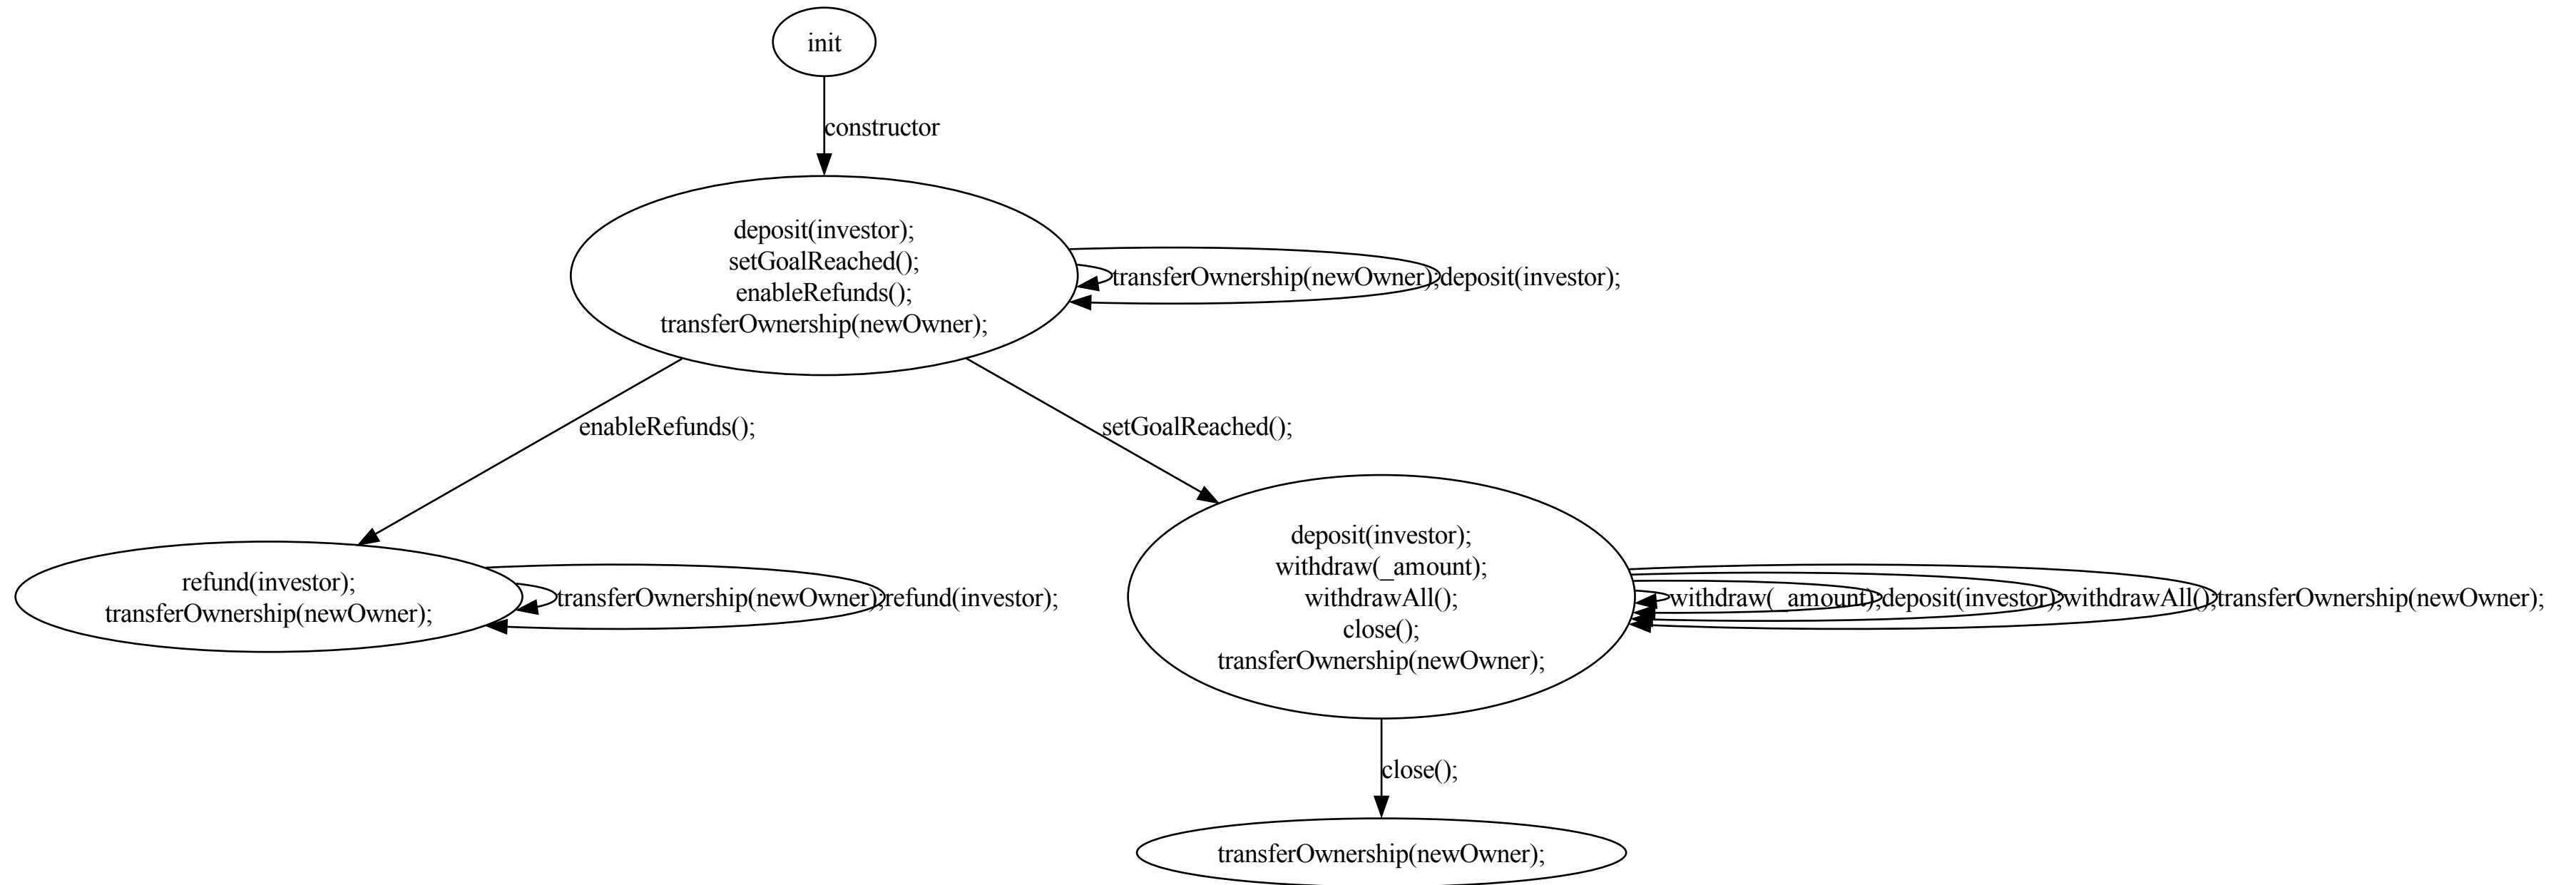 init
constructor
deposit(investor);
setGoalReached();
enableRefunds();
transferOwnership(newOwner);
transferOwnership(newOwner);
deposit(investor);
enableRefunds();
setGoalReached();
refund(investor);
transferOwnership(newOwner);
transferOwnership(newOwner);
refund(investor);
deposit(investor);
withdraw(_amount);
withdrawAll();
close();
transferOwnership(newOwner);
withdraw(_amount);
deposit(investor);
withdrawAll();
transferOwnership(newOwner);
close();
transferOwnership(newOwner);